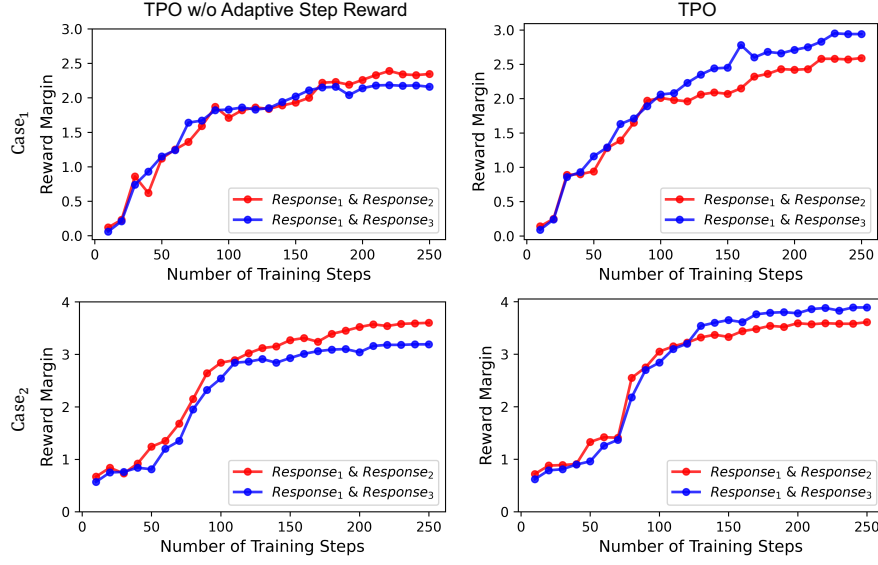 TPO w/o Adaptive Step Reward
TPO
Case₁
Reward Margin
3.0
2.5
2.0
1.5
1.0
0.5
0.0
Response₁ & Response₂
Response₁ & Response₃
0 50 100 150 200 250
Number of Training Steps
Reward Margin
3.0
2.5
2.0
1.5
1.0
0.5
0.0
Response₁ & Response₂
Response₁ & Response₃
0 50 100 150 200 250
Number of Training Steps
Case₂
Reward Margin
4
3
2
1
0
Response₁ & Response₂
Response₁ & Response₃
0 50 100 150 200 250
Number of Training Steps
Reward Margin
4
3
2
1
0
Response₁ & Response₂
Response₁ & Response₃
0 50 100 150 200 250
Number of Training Steps